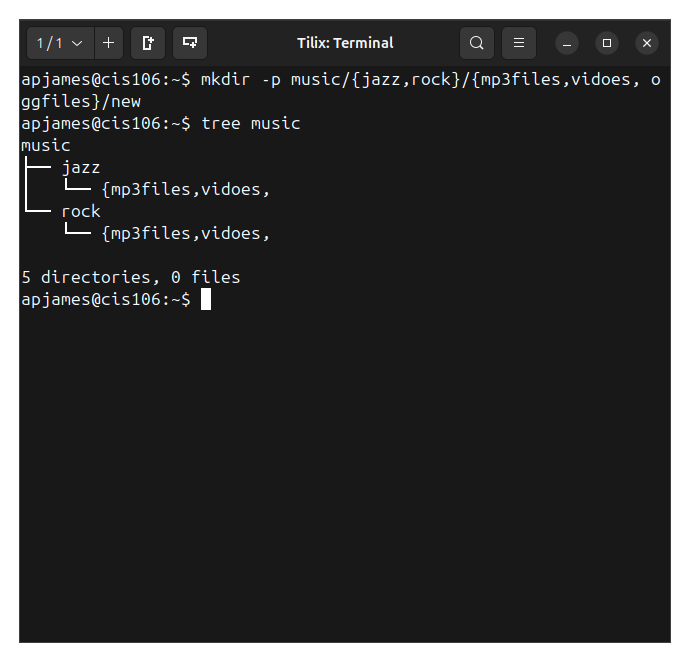 1 / 1
Tilix: Terminal
apjames@cis106:~$ mkdir -p music/{jazz,rock}/{mp3files,vidoes, o
ggfiles}/new
apjames@cis106:~$ tree music
music
├── jazz
│   └── {mp3files,vidoes,
└── rock
    └── {mp3files,vidoes,
5 directories, 0 files
apjames@cis106:~$